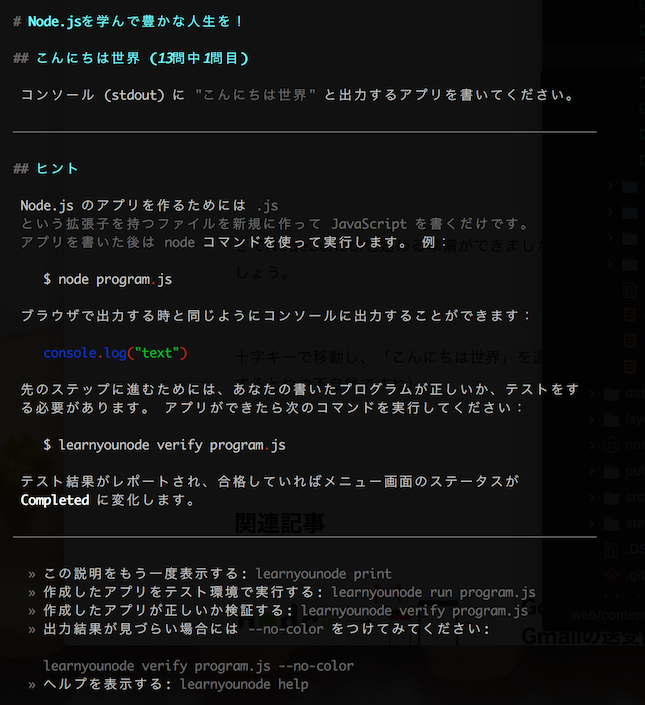 # Node.jsを学んで豊かな人生を！
## こんにちは世界 (13問中1問目)
コンソール (stdout) に "こんにちは世界" と出力するアプリを書いてください。
## ヒント
Node.js のアプリを作るためには .js
という拡張子を持つファイルを新規に作って JavaScript を書くだけです。
アプリを書いた後は node コマンドを使って実行します。 例：
$ node program.js
ブラウザで出力する時と同じようにコンソールに出力することができます：
console.log("text")
先のステップに進むためには、あなたの書いたプログラムが正しいか、テストをす
る必要があります。 アプリができたら次のコマンドを実行してください：
$ learnyounode verify program.js
テスト結果がレポートされ、合格していればメニュー画面のステータスが
Completed に変化します。
関連記事
» この説明をもう一度表示する: learnyounode print
» 作成したアプリをテスト環境で実行する: learnyounode run program.js
» 作成したアプリが正しいか検証する: learnyounode verify program.js
» 出力結果が見づらい場合には --no-color をつけてみてください:
learnyounode verify program.js --no-color
» ヘルプを表示する: learnyounode help